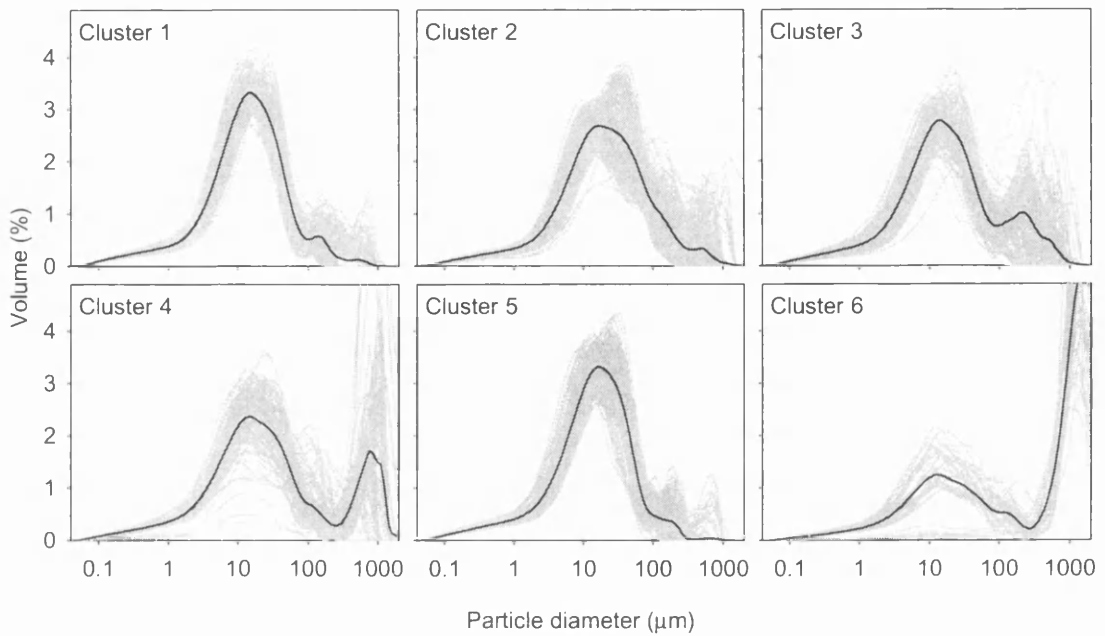 Cluster 1
Cluster 2
Cluster 3
4
3
2
1
0
Cluster 4
Cluster 5
Cluster 6
4
3
2
1
0
Volume (%)
0.1 1 10 100 1000 0.1 1 10 100 1000 0.1 1 10 100 1000
Particle diameter (μm)